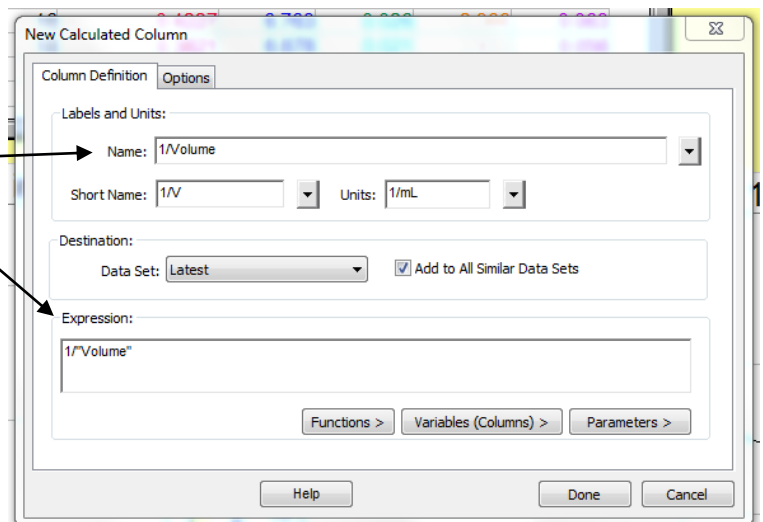 New Calculated Column
Column Definition Options
Labels and Units:
Name: 1/Volume
Short Name: 1/V Units: 1/mL
Destination:
Data Set: Latest Add to All Similar Data Sets
Expression:
1/"Volume"
Functions > Variables (Columns) > Parameters >
Help Done Cancel